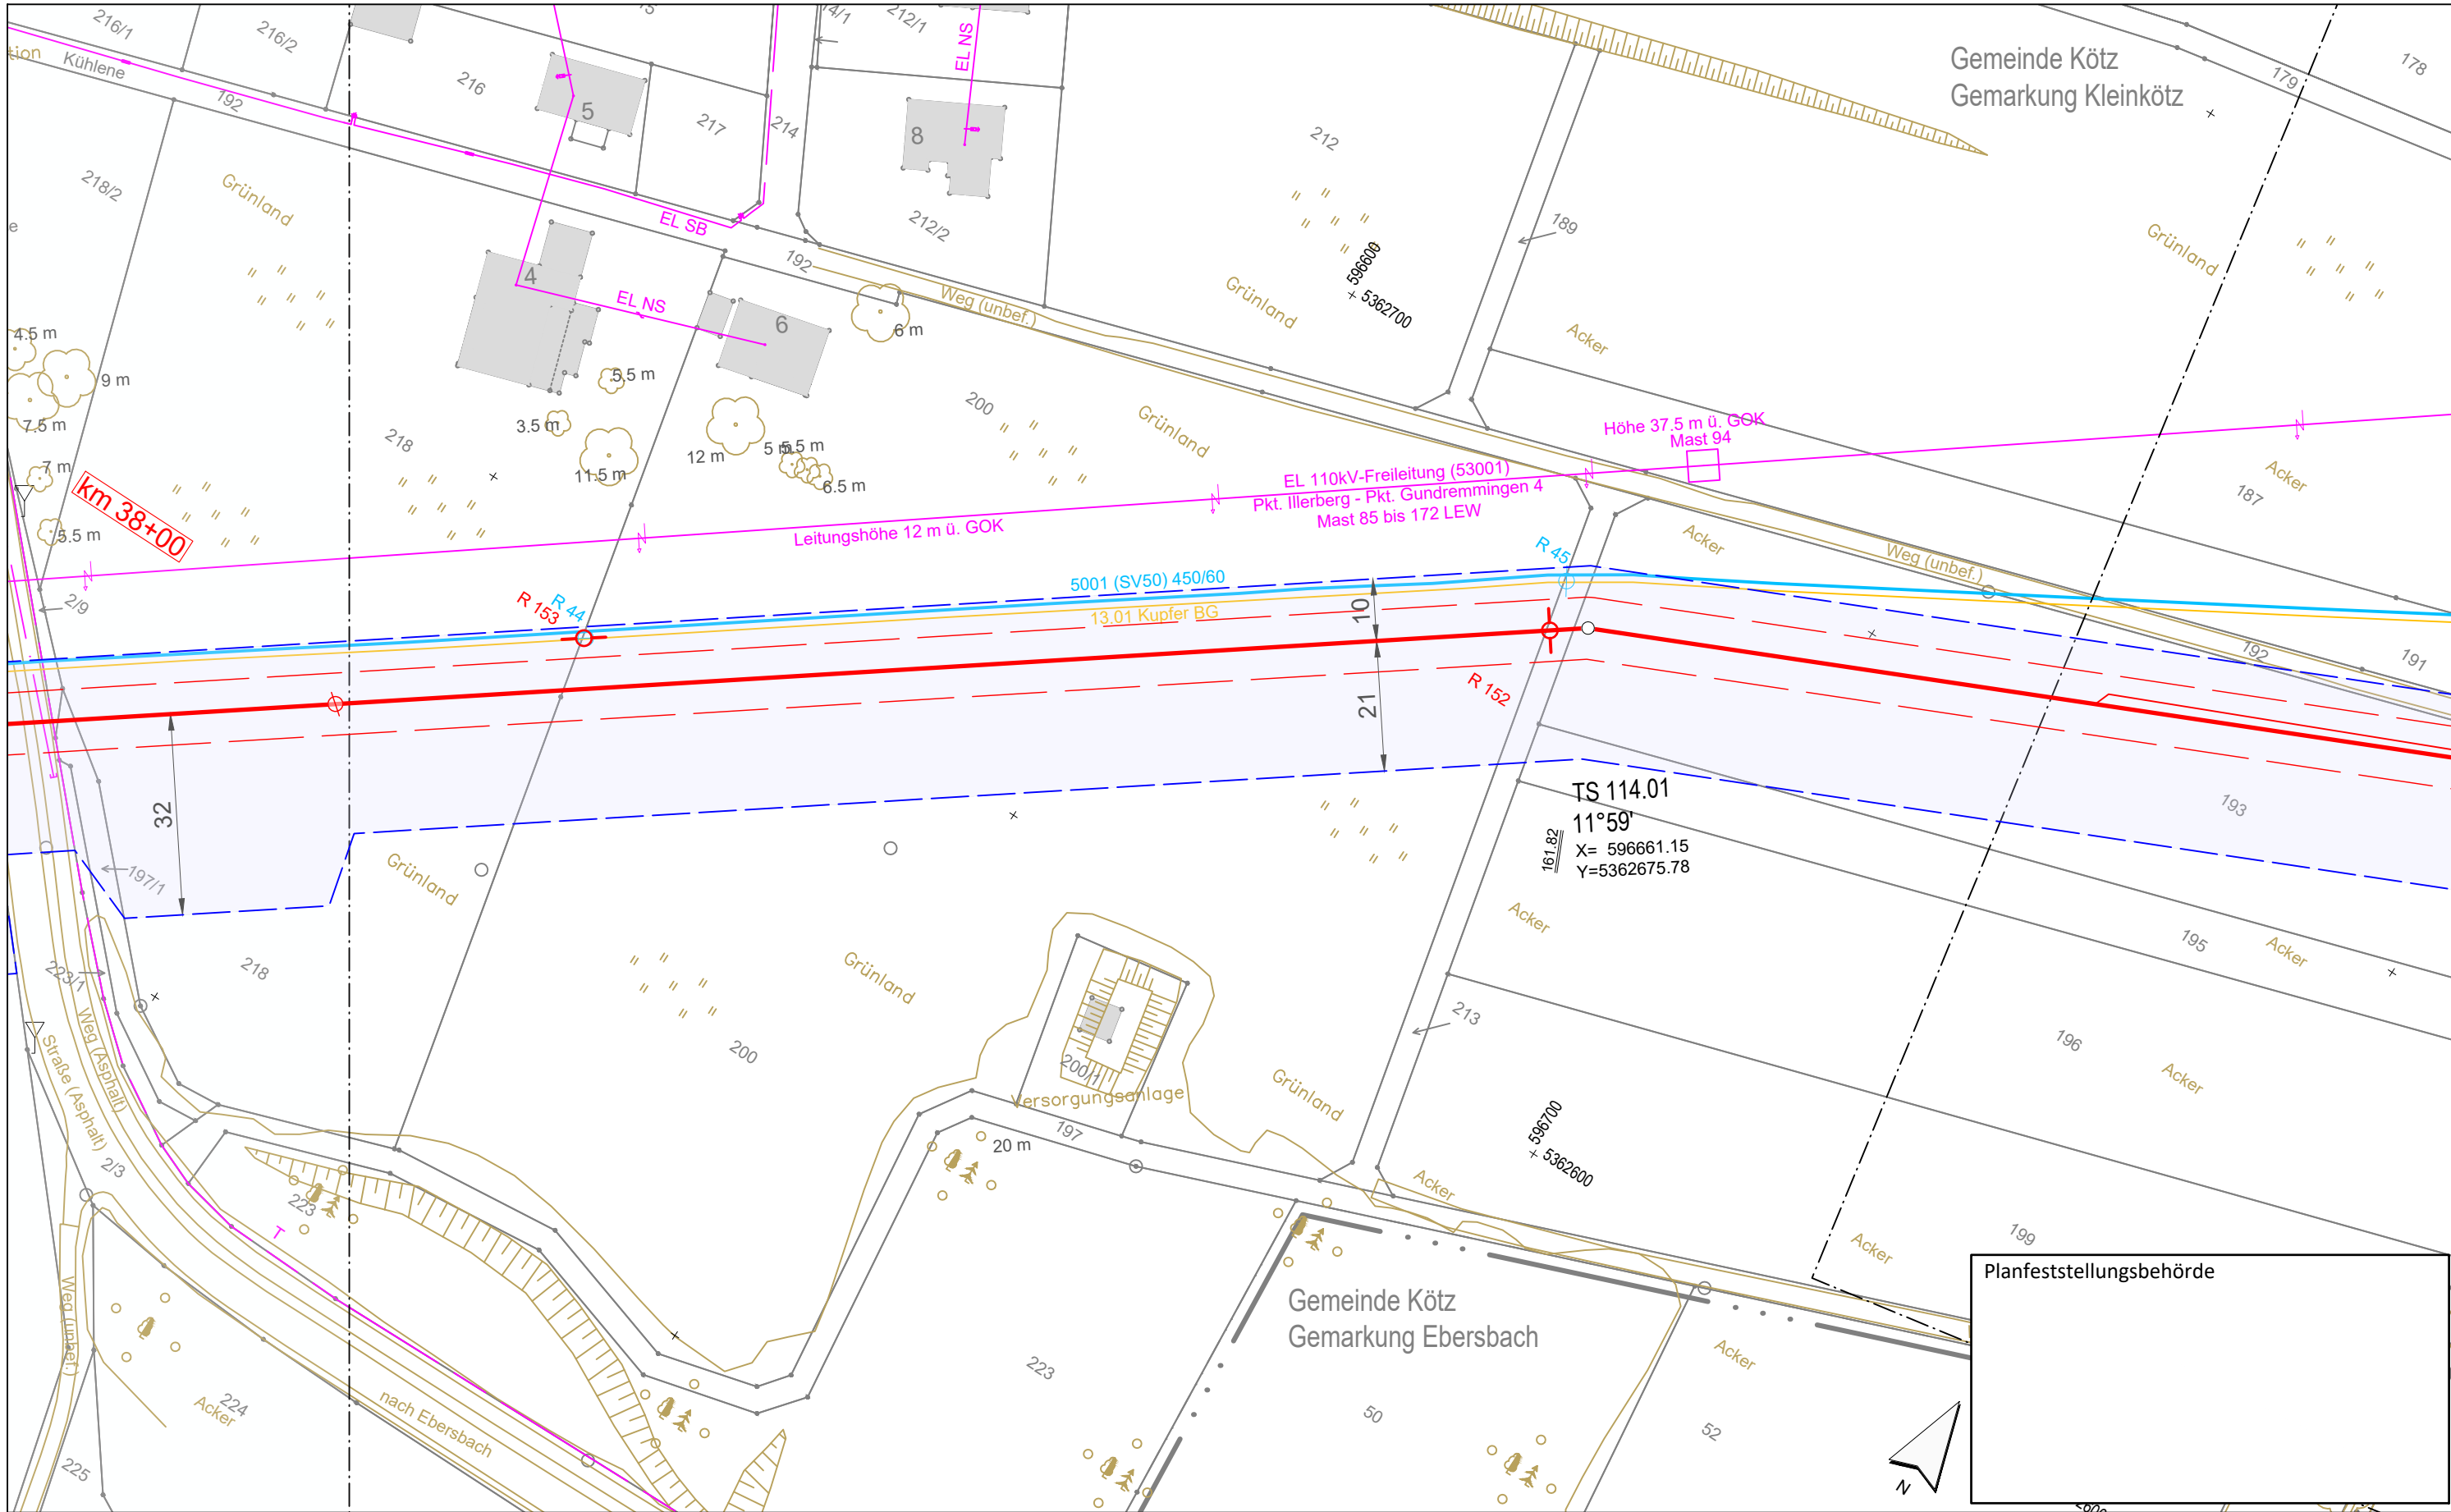 216/1
216/2
15
14/1
212/1
EL NS
Gemeinde Kötz
Gemarkung Kleinkötz
179
178
tion
Kühlene
192
216
5
217
214
8
212
218/2
Grünland
EL SB
212/2
189
Grünland
e
4
192
596600
+ 5362700
EL NS
6
6 m
Weg (unbef.)
Grünland
Acker
4.5 m
9 m
7.5 m
5.5 m
3.5 m
218
11.5 m
12 m
5 m
5.5 m
6.5 m
200
Grünland
Höhe 37.5 m ü. GOK
Mast 94
7 m
km 38+00
5.5 m
EL 110kV-Freileitung (53001)
Pkt. Illerberg - Pkt. Gundremmingen 4
Mast 85 bis 172 LEW
Leitungshöhe 12 m ü. GOK
Acker
187
Acker
Weg (unbef.)
2/9
R 153
R 44
5001 (SV50) 450/60
13.01 Kupfer BG
R 45
10
192
191
R 152
21
32
TS 114.01
11°59'
X= 596661.15
Y=5362675.78
161.82
193
197/1
Grünland
218
223/1
Grünland
Acker
195
Acker
Weg (Asphalt)
Straße (Asphalt)
200
200/1
Versorgungsanlage
Grünland
213
196
Acker
2/3
20 m
197
596700
+ 5362600
Acker
223
T
199
Acker
Planfeststellungsbehörde
Weg (unbef.)
Gemeinde Kötz
Gemarkung Ebersbach
Acker
224
Acker
nach Ebersbach
223
50
52
225
N